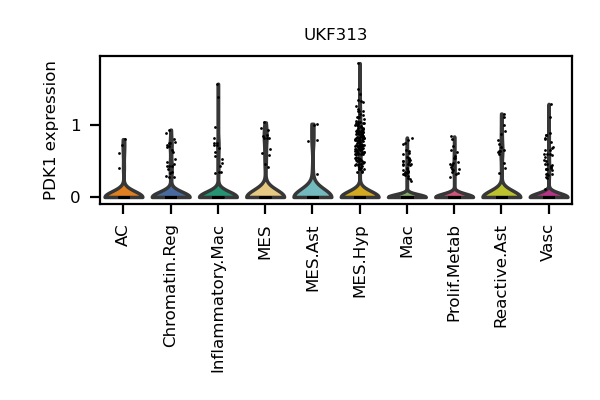 UKF313
PDK1 expression
1
0
AC
Chromatin.Reg
Inflammatory.Mac
MES
MES.Ast
MES.Hyp
Mac
Prolif.Metab
Reactive.Ast
Vasc